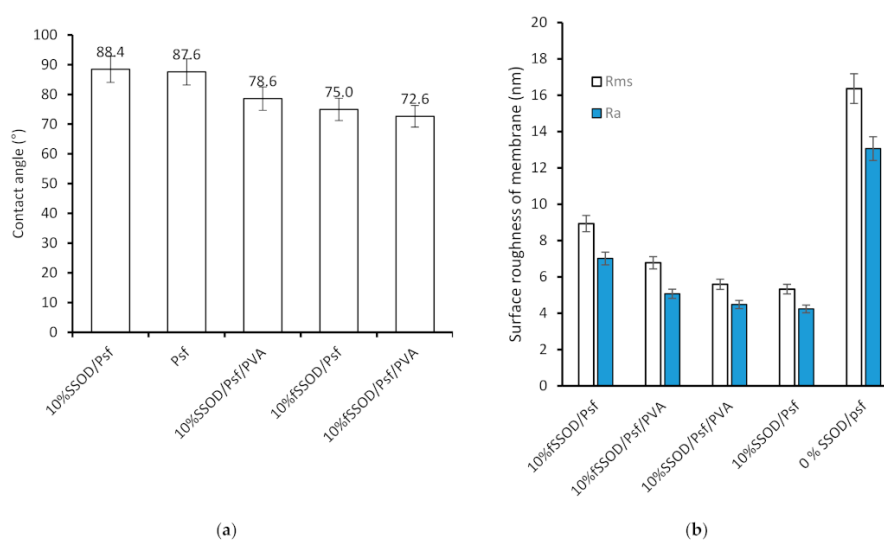 100
90
80
70
60
50
40
30
20
10
0
Contact angle (°)
88.4
87.6
78.6
75.0
72.6
10%SSOD/Psf
Psf
10%SSOD/Psf/PVA
10%fSSOD/Psf
10%fSSOD/Psf/PVA
(a)
20
18
16
14
12
10
8
6
4
2
0
Surface roughness of membrane (nm)
Rms
Ra
10%fSSOD/Psf
10%fSSOD/Psf/PVA
10%SSOD/Psf/PVA
10%SSOD/Psf
0 % SSOD/psf
(b)